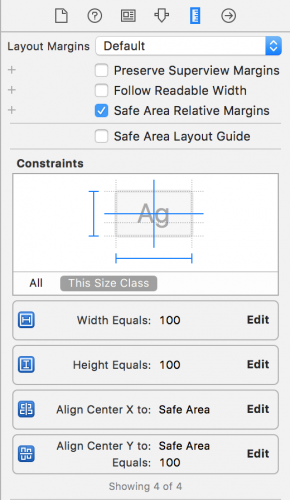 Layout Margins Default
+ Preserve Superview Margins
+ Follow Readable Width
+ Safe Area Relative Margins
Safe Area Layout Guide
Constraints
Ag
All This Size Class
Width Equals: 100 Edit
Height Equals: 100 Edit
Align Center X to: Safe Area Edit
Align Center Y to: Safe Area
Equals: 100 Edit
Showing 4 of 4